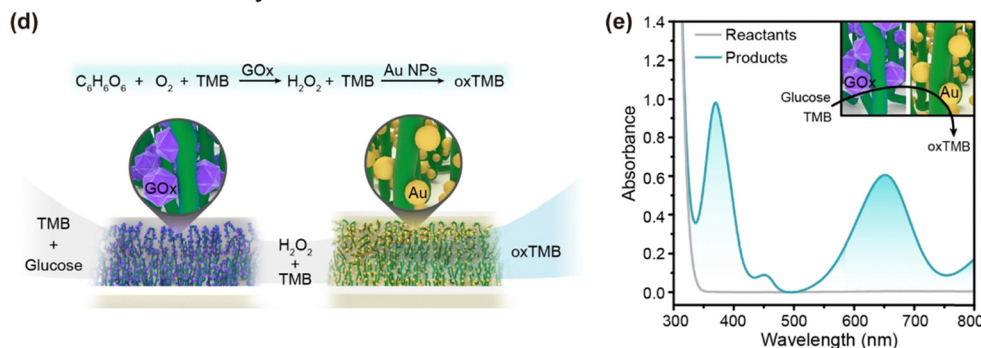 (d)
GOx Au NPs
C6H6O6 + O2 + TMB → H2O2 + TMB → oxTMB
GOx
Au
TMB
+
Glucose
H2O2
+
TMB
oxTMB
(e)
1.4
1.2
1.0
0.8
0.6
0.4
0.2
0.0
Absorbance
Reactants
Products
GOx
Au
Glucose
TMB
oxTMB
300 400 500 600 700 800
Wavelength (nm)